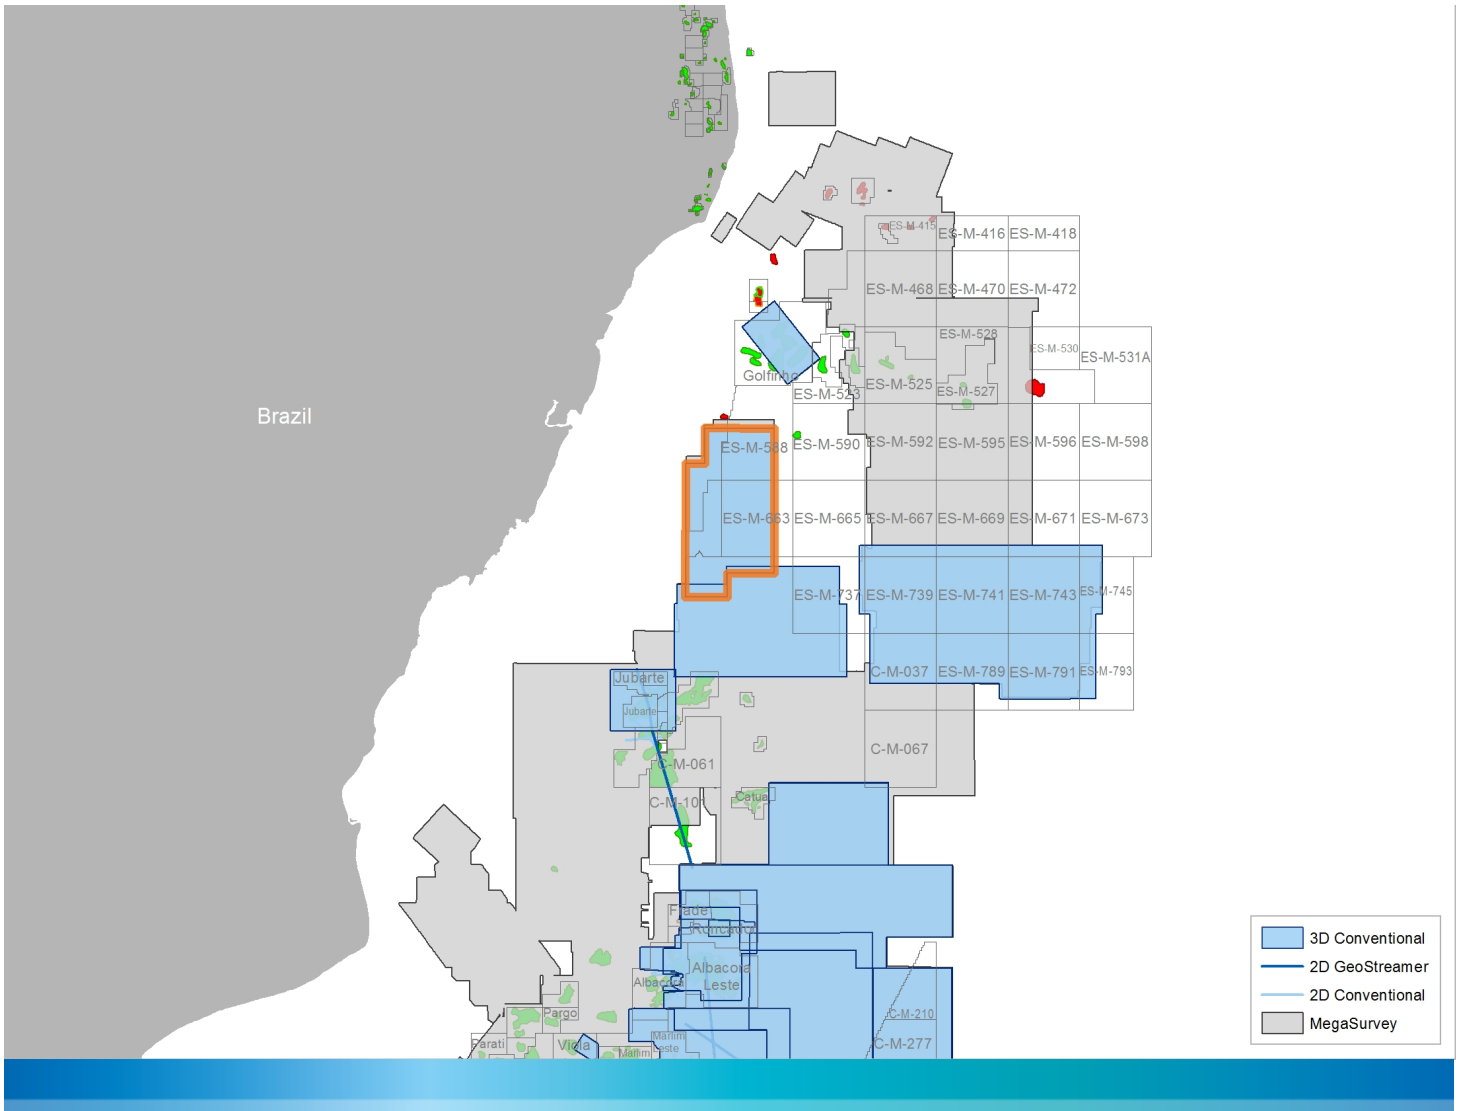 ES-M-415
ES-M-416
ES-M-418
ES-M-468
ES-M-470
ES-M-472
ES-M-528
ES-M-530
ES-M-531A
Golfinho
ES-M-523
ES-M-525
ES-M-527
Brazil
ES-M-588
ES-M-590
ES-M-592
ES-M-595
ES-M-596
ES-M-598
ES-M-663
ES-M-665
ES-M-667
ES-M-669
ES-M-671
ES-M-673
ES-M-737
ES-M-739
ES-M-741
ES-M-743
ES-M-745
Jubarte
C-M-037
ES-M-789
ES-M-791
ES-M-793
Jubarte
C-M-061
C-M-067
C-M-101
Catua
Frade
Roncador
Albacora
Leste
Albacora
Pargo
C-M-210
Parati
Viola
Marlim
Marlim
Leste
C-M-277
3D Conventional
2D GeoStreamer
2D Conventional
MegaSurvey